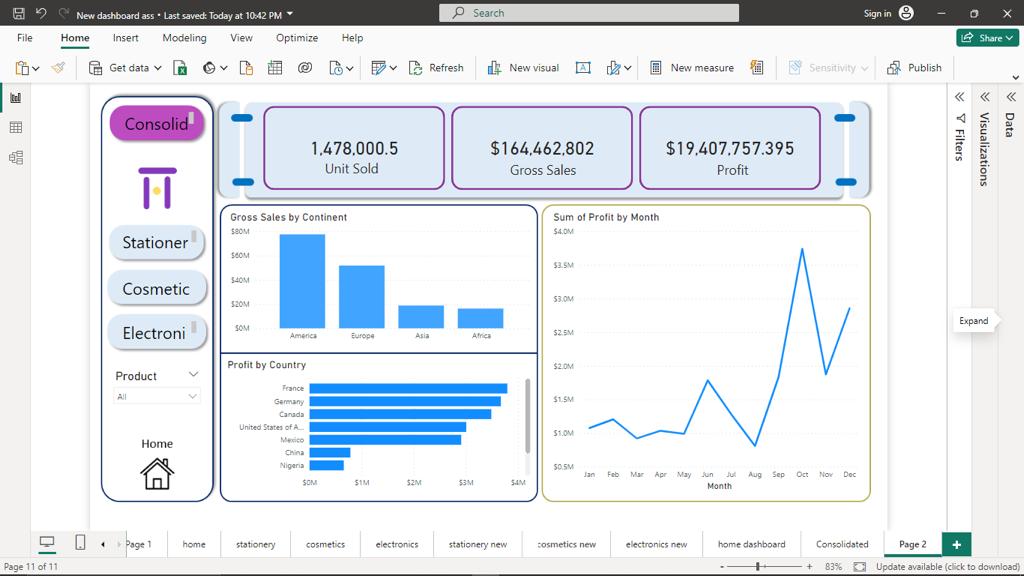 New dashboard ass • Last saved: Today at 10:42 PM
Search
Sign in
File Home Insert Modeling View Optimize Help
Share
Get data
Refresh
New visual
New measure
Sensitivity
Publish
Consolid
Stationer
Cosmetic
Electroni
Product
All
Home
1,478,000.5
Unit Sold
$164,462,802
Gross Sales
$19,407,757.395
Profit
Gross Sales by Continent
$80M
$60M
$40M
$20M
$0M
America Europe Asia Africa
Profit by Country
France
Germany
Canada
United States of A...
Mexico
China
Nigeria
$0M $1M $2M $3M $4M
Sum of Profit by Month
$4.0M
$3.5M
$3.0M
$2.5M
$2.0M
$1.5M
$1.0M
$0.5M
Jan Feb Mar Apr May Jun Jul Aug Sep Oct Nov Dec
Month
Filters
Visualizations
Data
Expand
Page 1 home stationery cosmetics electronics stationery new cosmetics new electronics new home dashboard Consolidated Page 2
Page 11 of 11
- + 83%
Update available (click to download)